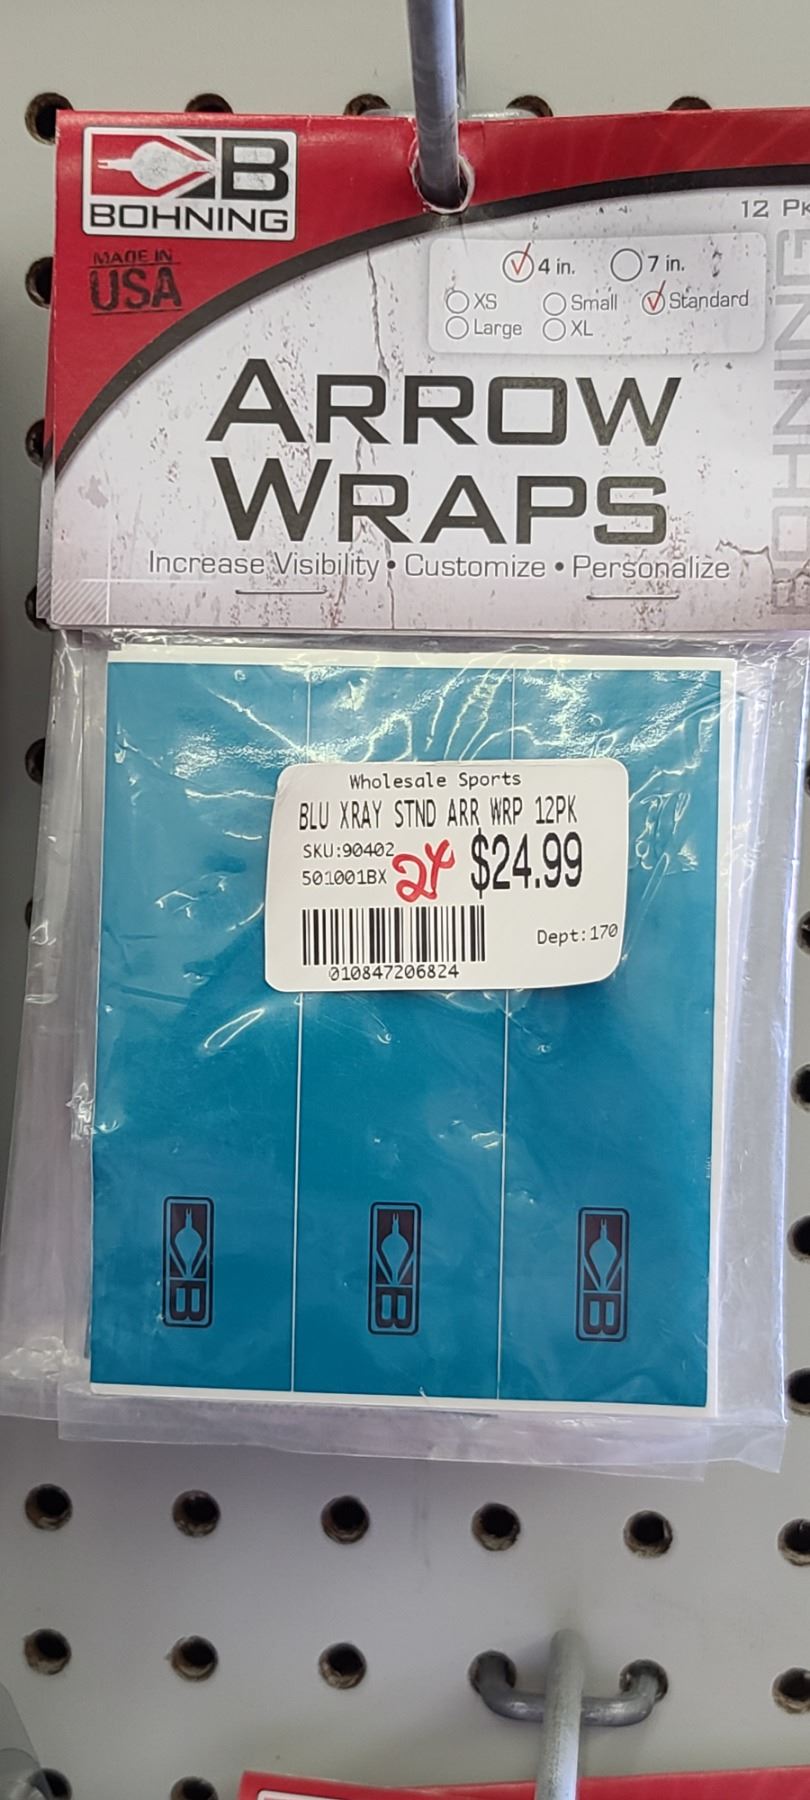 B
BOHNING
MADE IN
USA
12 Pk
4 in. 7 in.
XS Small Standard
Large XL
ARROW
WRAPS
Increase Visibility • Customize • Personalize
BOHNING
Wholesale Sports
BLU XRAY STND ARR WRP 12PK
SKU:90402
501001BX 24 $24.99
Dept:170
010847206824
B B B